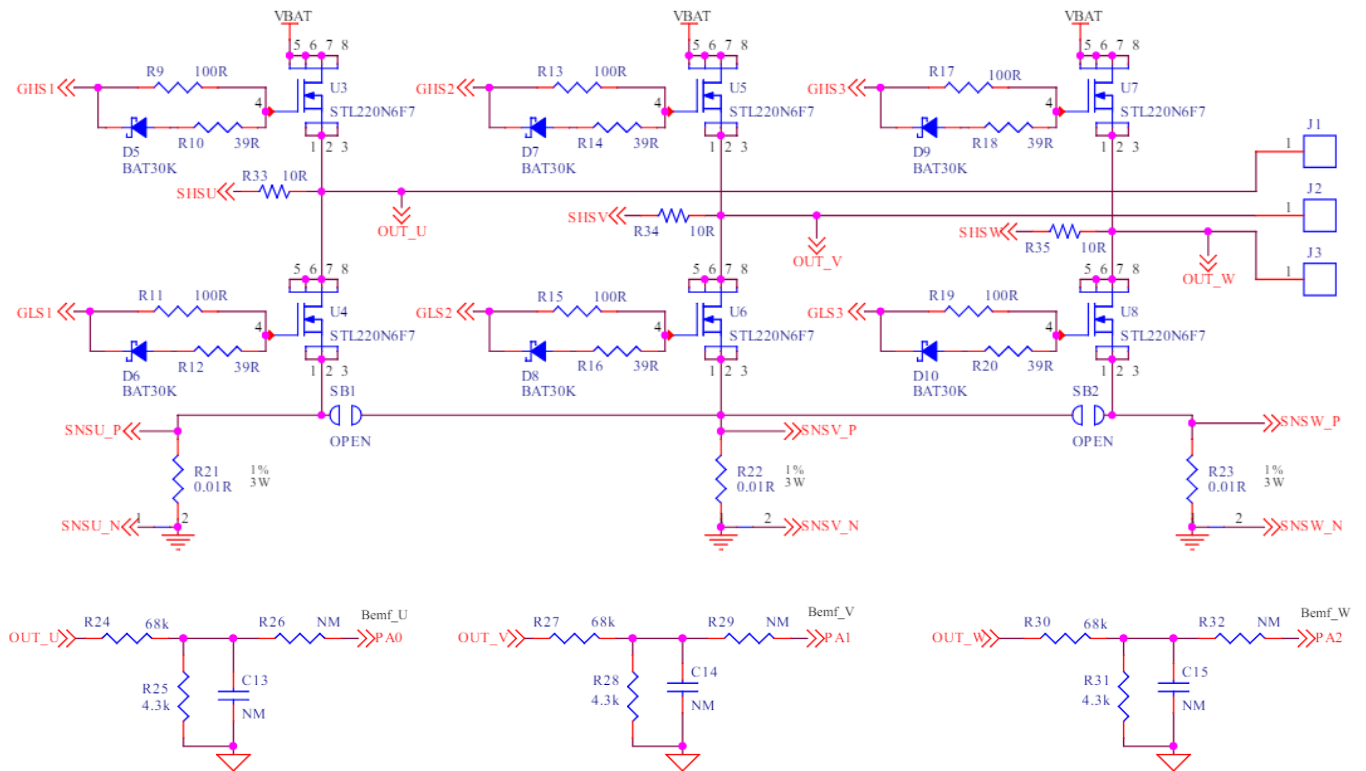 VBAT VBAT VBAT
5 6 7 8 5 6 7 8 5 6 7 8
R9 100R R13 100R R17 100R
GHS1 U3 GHS2 U5 GHS3 U7
4 STL220N6F7 4 STL220N6F7 4 STL220N6F7
J1
D5 R10 39R 1 2 3 D7 R14 39R 1 2 3 D9 R18 39R 1 2 3 1
BAT30K BAT30K BAT30K
R33 10R
SHSU J2
OUT_U SHSV R34 10R 1
SHSW R35 10R
OUT_V OUT_W J3
1
5 6 7 8 5 6 7 8 5 6 7 8
R11 100R R15 100R R19 100R
GLS1 U4 GLS2 U6 GLS3 U8
4 STL220N6F7 4 STL220N6F7 4 STL220N6F7
D6 R12 39R 1 2 3 D8 R16 39R 1 2 3 D10 R20 39R 1 2 3
BAT30K BAT30K BAT30K
SB1 SB2
OPEN OPEN
SNSU_P SNSV_P SNSW_P
R21 1% R22 1% R23 1%
0.01R 3W 0.01R 3W 0.01R 3W
SNSU_N 1 2 1 2 SNSV_N 1 2 SNSW_N
Bemf_U Bemf_V Bemf_W
OUT_U R24 68k R26 NM PA0 OUT_V R27 68k R29 NM PA1 OUT_W R30 68k R32 NM PA2
R25 C13 R28 C14 R31 C15
4.3k NM 4.3k NM 4.3k NM